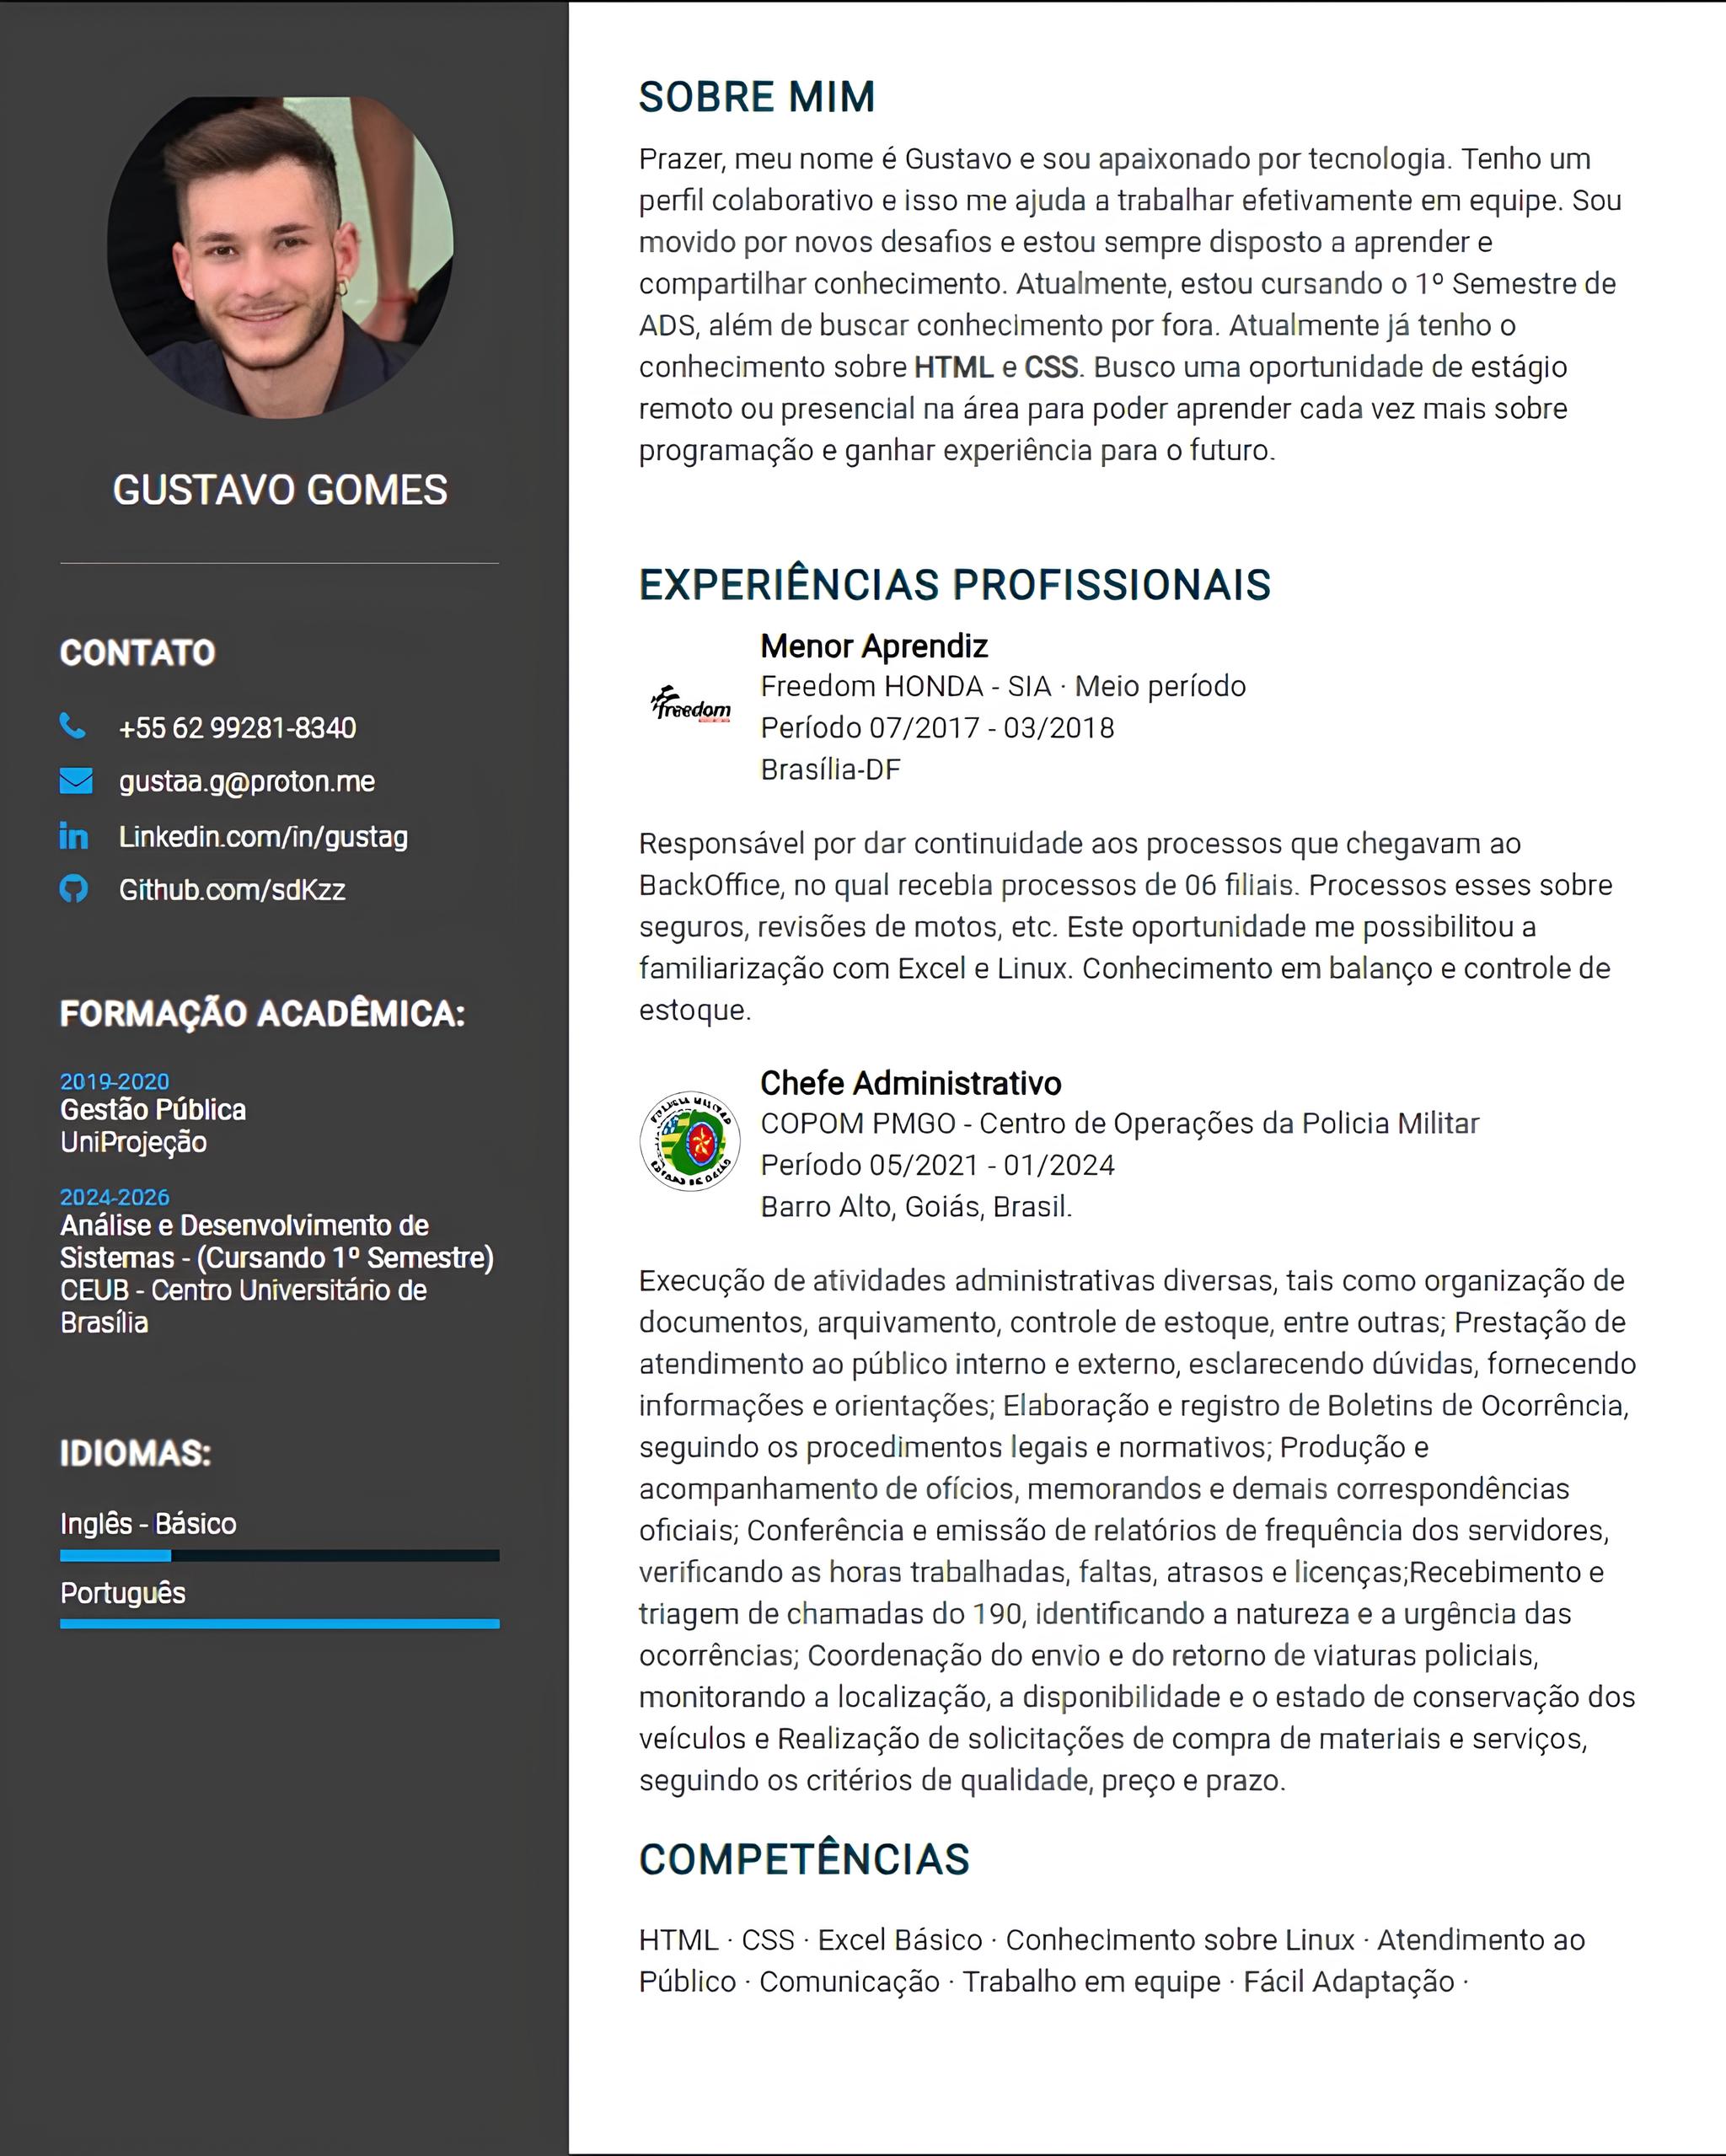 GUSTAVO GOMES
CONTATO
+55 62 99281-8340
gustaa.g@proton.me
Linkedin.com/in/gustag
Github.com/sdKzz
FORMAÇÃO ACADÊMICA:
2019-2020
Gestão Pública
UniProjeção
2024-2026
Análise e Desenvolvimento de
Sistemas - (Cursando 1º Semestre)
CEUB - Centro Universitário de
Brasília
IDIOMAS:
Inglês - Básico
Português
SOBRE MIM
Prazer, meu nome é Gustavo e sou apaixonado por tecnologia. Tenho um
perfil colaborativo e isso me ajuda a trabalhar efetivamente em equipe. Sou
movido por novos desafios e estou sempre disposto a aprender e
compartilhar conhecimento. Atualmente, estou cursando o 1º Semestre de
ADS, além de buscar conhecimento por fora. Atualmente já tenho o
conhecimento sobre HTML e CSS. Busco uma oportunidade de estágio
remoto ou presencial na área para poder aprender cada vez mais sobre
programação e ganhar experiência para o futuro.
EXPERIÊNCIAS PROFISSIONAIS
freedom
Menor Aprendiz
Freedom HONDA - SIA · Meio período
Período 07/2017 - 03/2018
Brasília-DF
Responsável por dar continuidade aos processos que chegavam ao
BackOffice, no qual recebia processos de 06 filiais. Processos esses sobre
seguros, revisões de motos, etc. Este oportunidade me possibilitou a
familiarização com Excel e Linux. Conhecimento em balanço e controle de
estoque.
POLICIA MILITAR
ESTADO DE GOIÁS
Chefe Administrativo
COPOM PMGO - Centro de Operações da Policia Militar
Período 05/2021 - 01/2024
Barro Alto, Goiás, Brasil.
Execução de atividades administrativas diversas, tais como organização de
documentos, arquivamento, controle de estoque, entre outras; Prestação de
atendimento ao público interno e externo, esclarecendo dúvidas, fornecendo
informações e orientações; Elaboração e registro de Boletins de Ocorrência,
seguindo os procedimentos legais e normativos; Produção e
acompanhamento de ofícios, memorandos e demais correspondências
oficiais; Conferência e emissão de relatórios de frequência dos servidores,
verificando as horas trabalhadas, faltas, atrasos e licenças;Recebimento e
triagem de chamadas do 190, identificando a natureza e a urgência das
ocorrências; Coordenação do envio e do retorno de viaturas policiais,
monitorando a localização, a disponibilidade e o estado de conservação dos
veículos e Realização de solicitações de compra de materiais e serviços,
seguindo os critérios de qualidade, preço e prazo.
COMPETÊNCIAS
HTML · CSS · Excel Básico · Conhecimento sobre Linux · Atendimento ao
Público · Comunicação · Trabalho em equipe · Fácil Adaptação ·